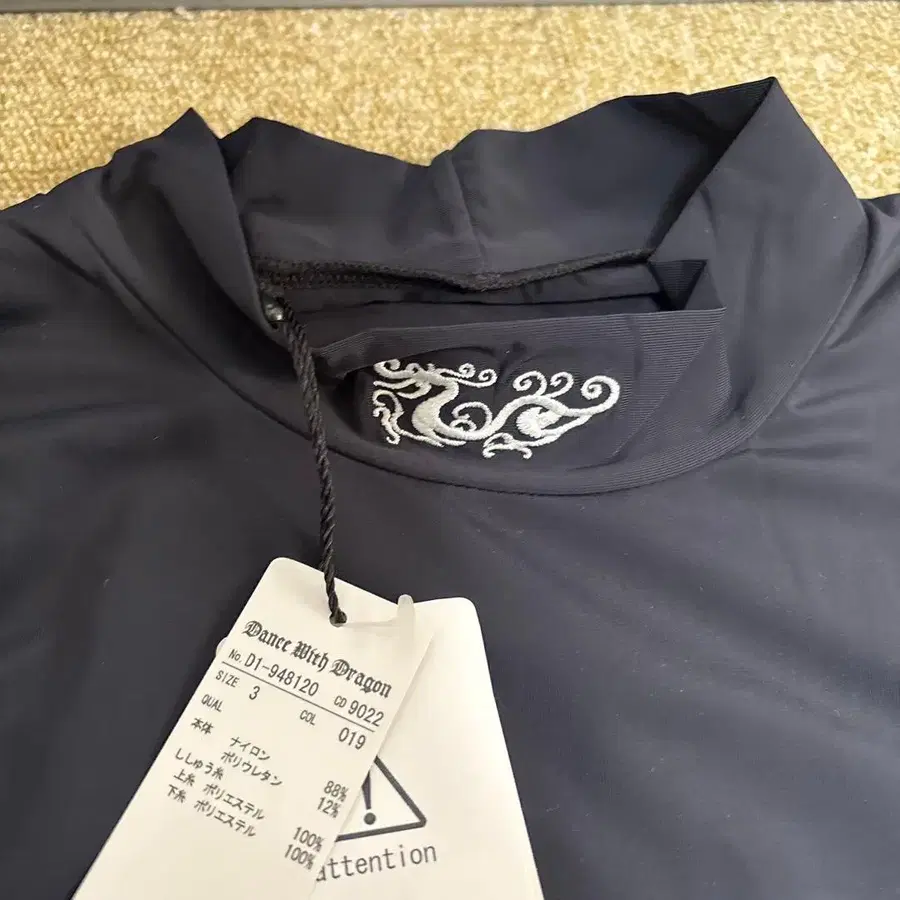 Dance With Dragon
No. D1-948120 CD 9022
SIZE 3 COL 019
QUAL
本体 ナイロン 88%
ポリウレタン 12%
ししゅう糸
上糸 ポリエステル 100%
下糸 ポリエステル 100%
attention